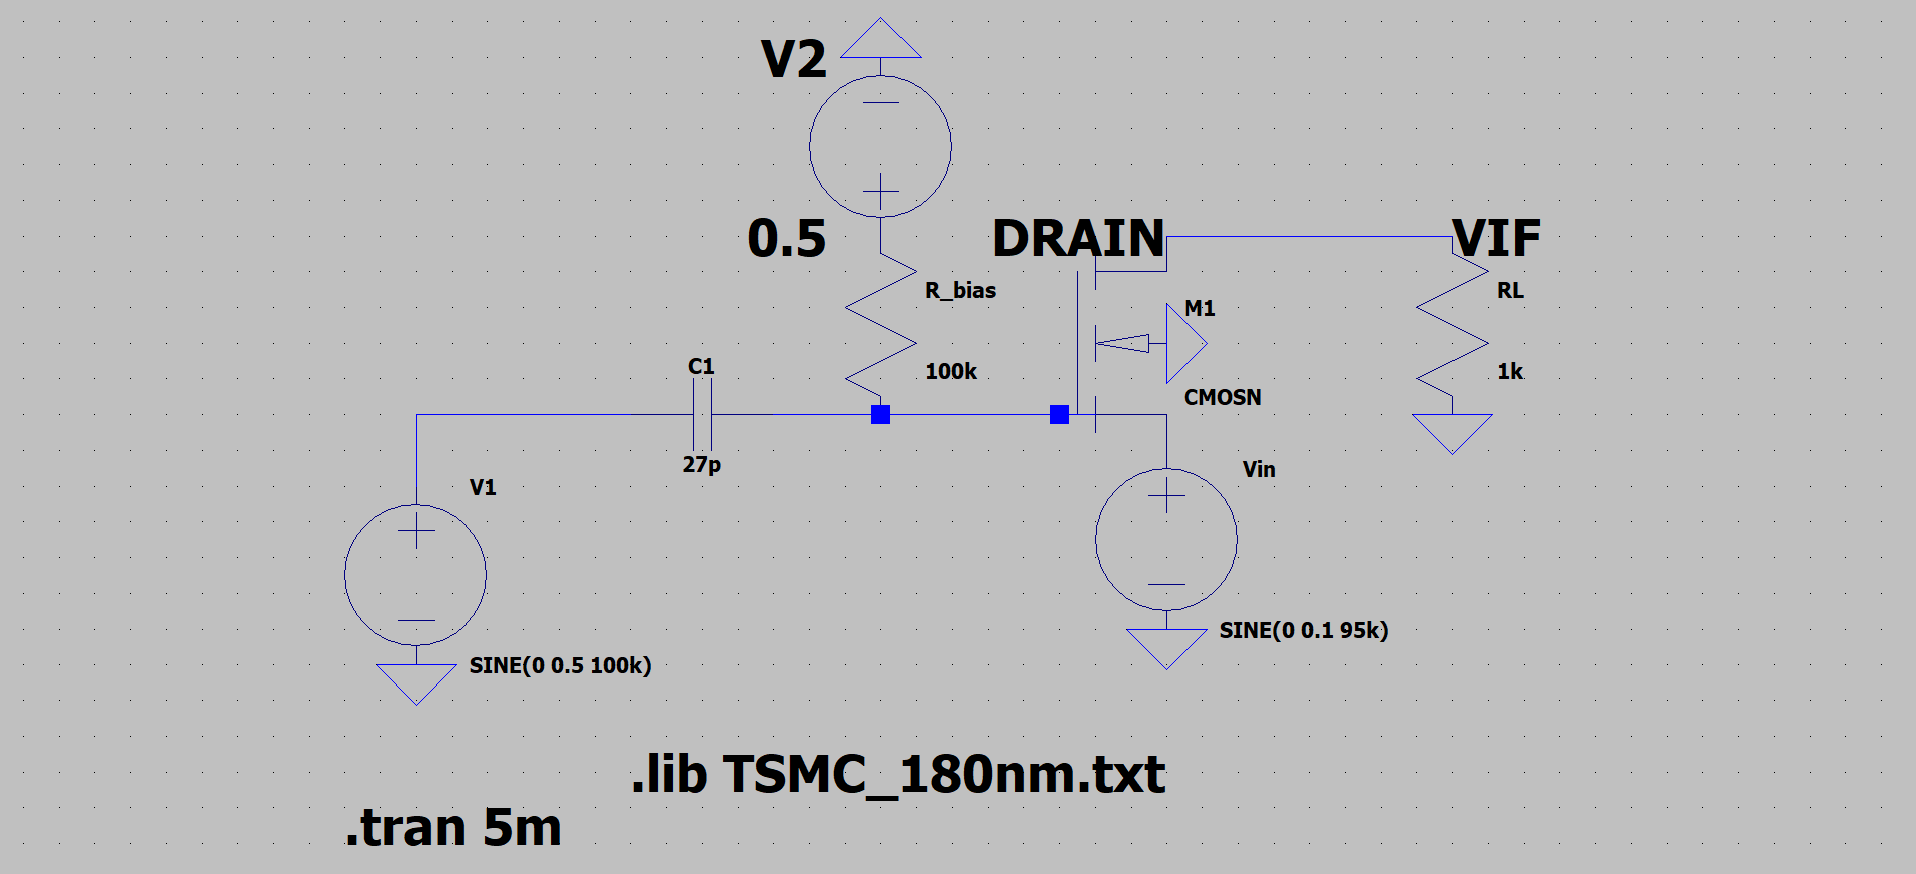 V2
0.5
DRAIN
VIF
R_bias
RL
M1
C1
100k
1k
CMOSN
27p
Vin
V1
SINE(0 0.1 95k)
SINE(0 0.5 100k)
.lib TSMC_180nm.txt
.tran 5m